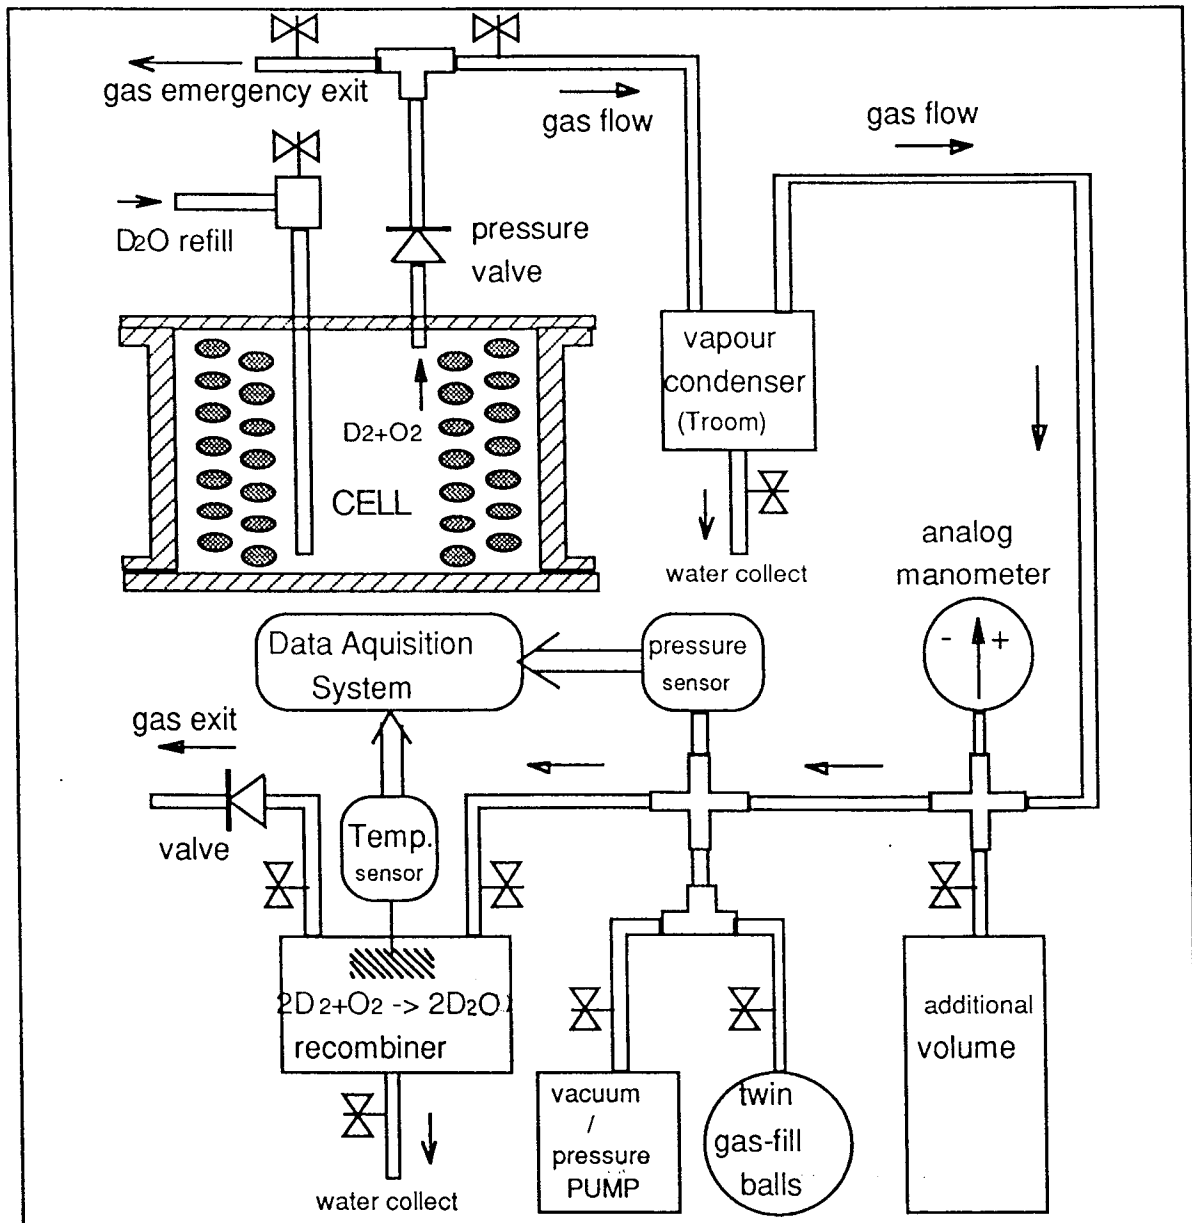 gas emergency exit
gas flow
gas flow
D2O refill
pressure
valve
vapour
condenser
(Troom)
D2+O2
CELL
water collect
analog
manometer
- +
Data Aquisition
System
pressure
sensor
gas exit
valve
Temp.
sensor
2D2+O2 -> 2D2O
recombiner
water collect
vacuum
/
pressure
PUMP
twin
gas-fill
balls
additional
volume